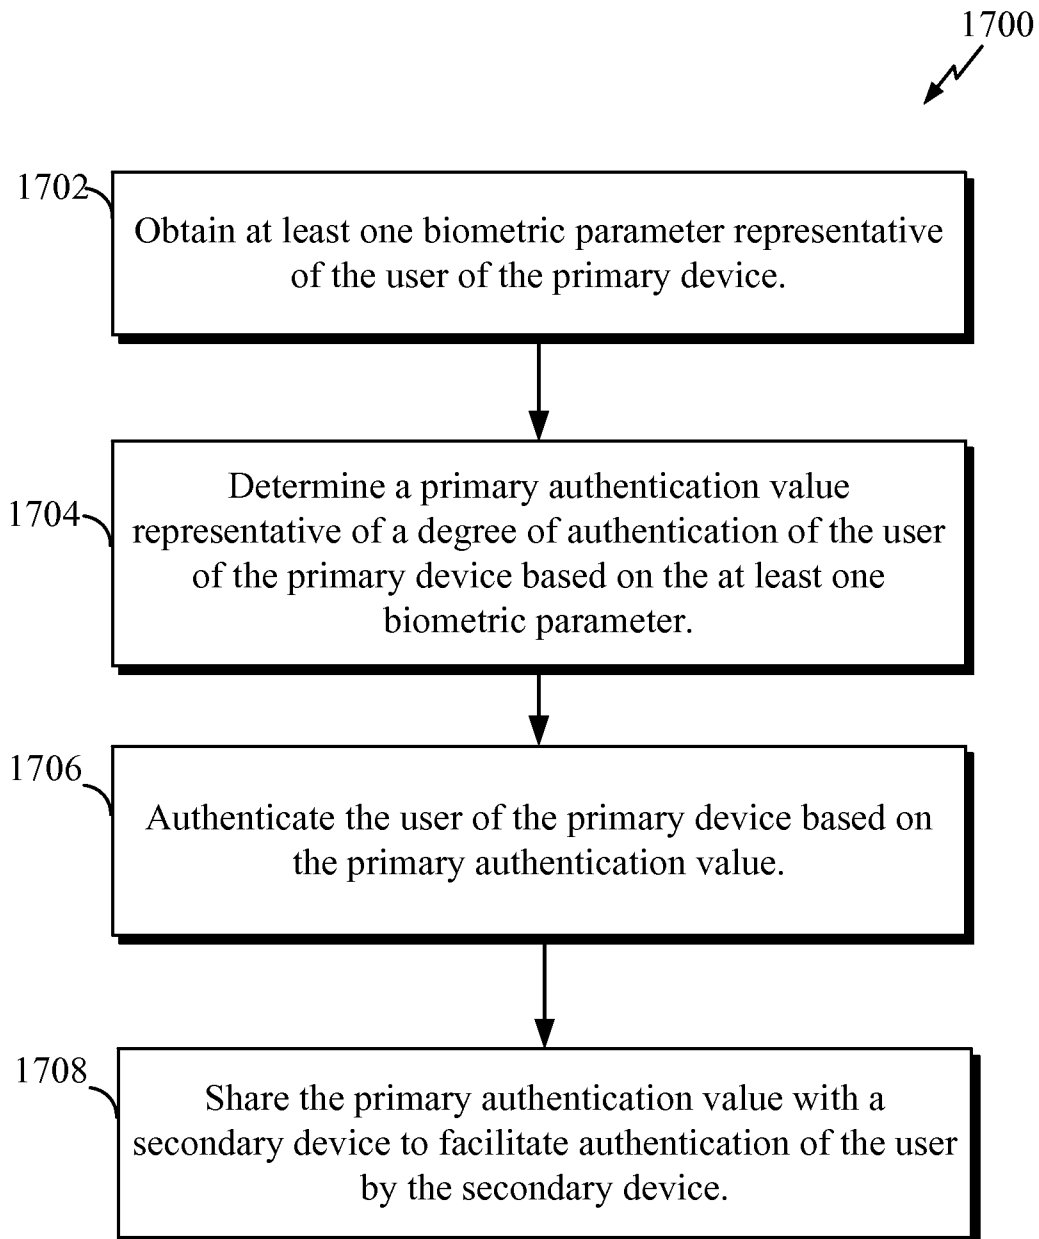 1700
1702
Obtain at least one biometric parameter representative
of the user of the primary device.
1704
Determine a primary authentication value
representative of a degree of authentication of the user
of the primary device based on the at least one
biometric parameter.
1706
Authenticate the user of the primary device based on
the primary authentication value.
1708
Share the primary authentication value with a
secondary device to facilitate authentication of the user
by the secondary device.